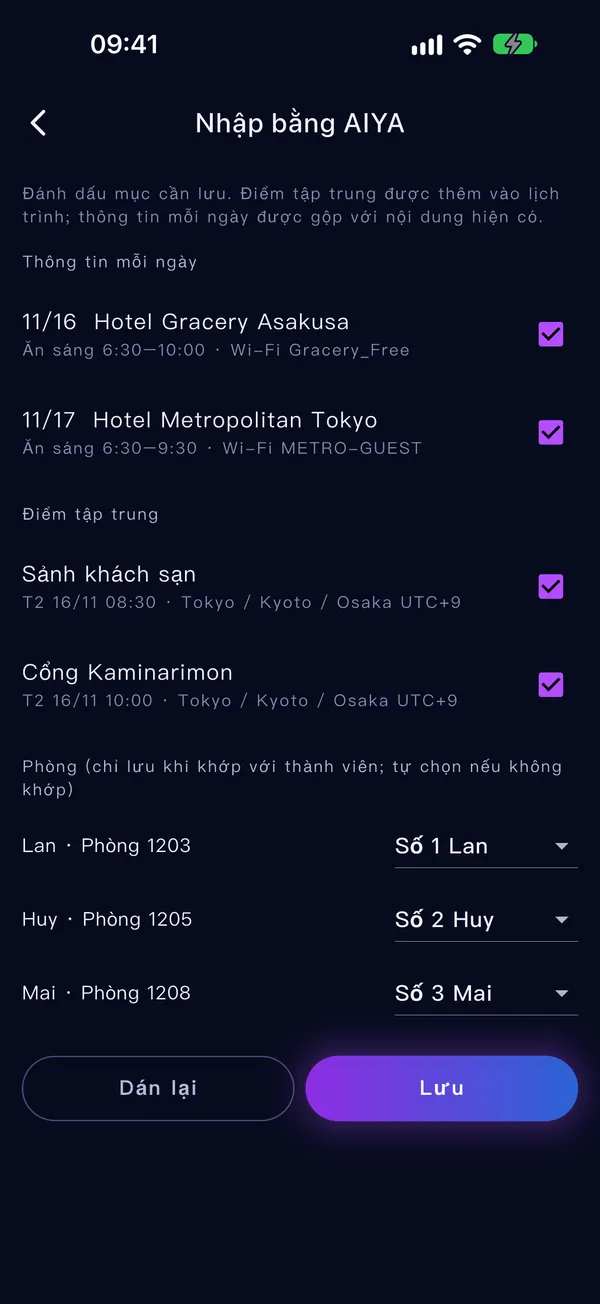 09:41
Nhập bằng AIYA
Đánh dấu mục cần lưu. Điểm tập trung được thêm vào lịch
trình; thông tin mỗi ngày được gộp với nội dung hiện có.
Thông tin mỗi ngày
11/16 Hotel Gracery Asakusa
Ăn sáng 6:30–10:00 · Wi-Fi Gracery_Free
11/17 Hotel Metropolitan Tokyo
Ăn sáng 6:30–9:30 · Wi-Fi METRO-GUEST
Điểm tập trung
Sảnh khách sạn
T2 16/11 08:30 · Tokyo / Kyoto / Osaka UTC+9
Cổng Kaminarimon
T2 16/11 10:00 · Tokyo / Kyoto / Osaka UTC+9
Phòng (chỉ lưu khi khớp với thành viên; tự chọn nếu không
khớp)
Lan · Phòng 1203
Số 1 Lan
Huy · Phòng 1205
Số 2 Huy
Mai · Phòng 1208
Số 3 Mai
Dán lại
Lưu